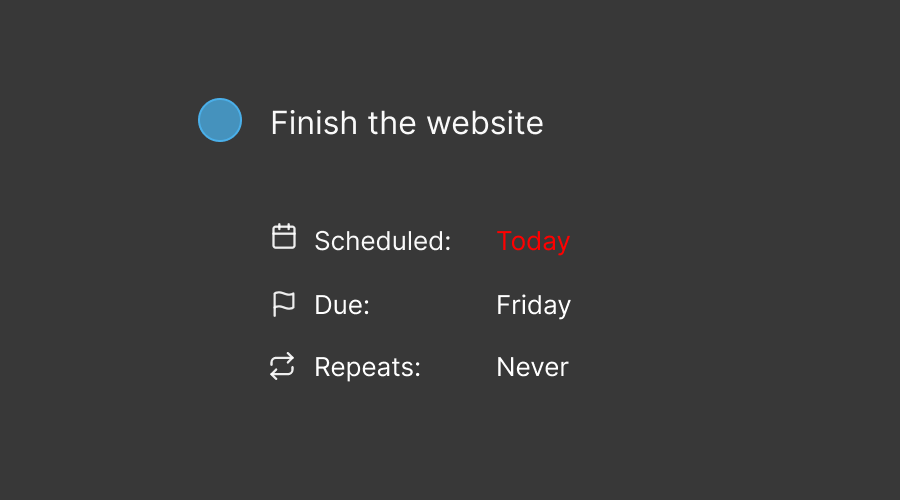 Finish the website
Scheduled: Today
Due: Friday
Repeats: Never